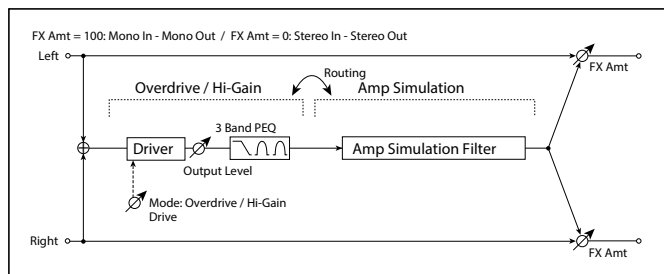 FX Amt = 100: Mono In - Mono Out / FX Amt = 0: Stereo In - Stereo Out
Left
FX Amt
Routing
Overdrive / Hi-Gain
Amp Simulation
3 Band PEQ
Driver
Amp Simulation Filter
Output Level
Mode: Overdrive / Hi-Gain
Drive
Right
FX Amt